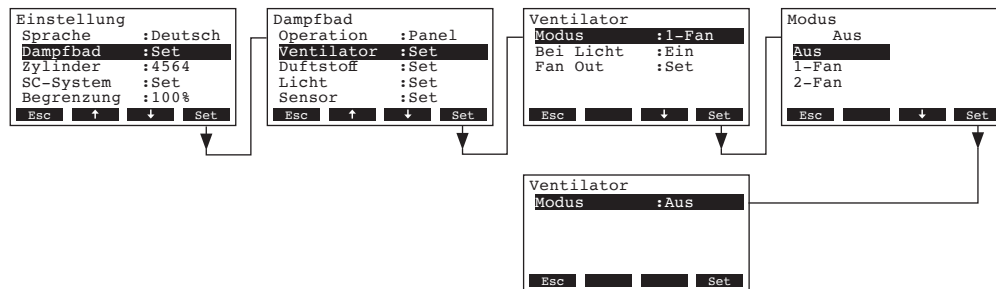 Einstellung
Sprache :Deutsch
Dampfbad :Set
Zylinder :4564
SC-System :Set
Begrenzung :100%
Esc ↑ ↓ Set
Dampfbad
Operation :Panel
Ventilator :Set
Duftstoff :Set
Licht :Set
Sensor :Set
Esc ↑ ↓ Set
Ventilator
Modus :1-Fan
Bei Licht :Ein
Fan Out :Set
Esc ↓ Set
Modus
Aus
Aus
1-Fan
2-Fan
Esc ↓ Set
Ventilator
Modus :Aus
Esc Set